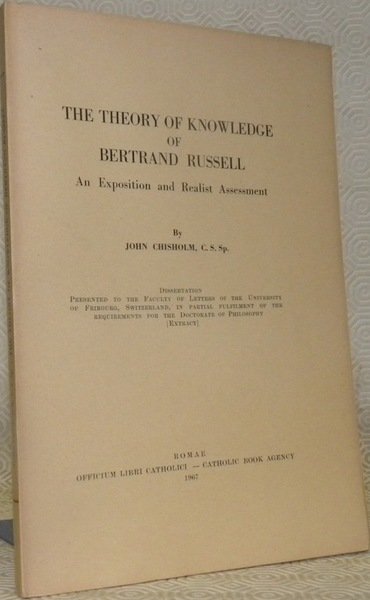 THE THEORY OF KNOWLEDGE
OF
BERTRAND RUSSELL
An Exposition and Realist Assessment
By
JOHN CHISHOLM, C. S. Sp.
DISSERTATION
PRESENTED TO THE FACULTY OF LETTERS OF THE UNIVERSITY
OF FRIBOURG, SWITZERLAND, IN PARTIAL FULFILMENT OF THE
REQUIREMENTS FOR THE DOCTORATE OF PHILOSOPHY
[EXTRACT]
ROMAE
OFFICIUM LIBRI CATHOLICI — CATHOLIC BOOK AGENCY
1967